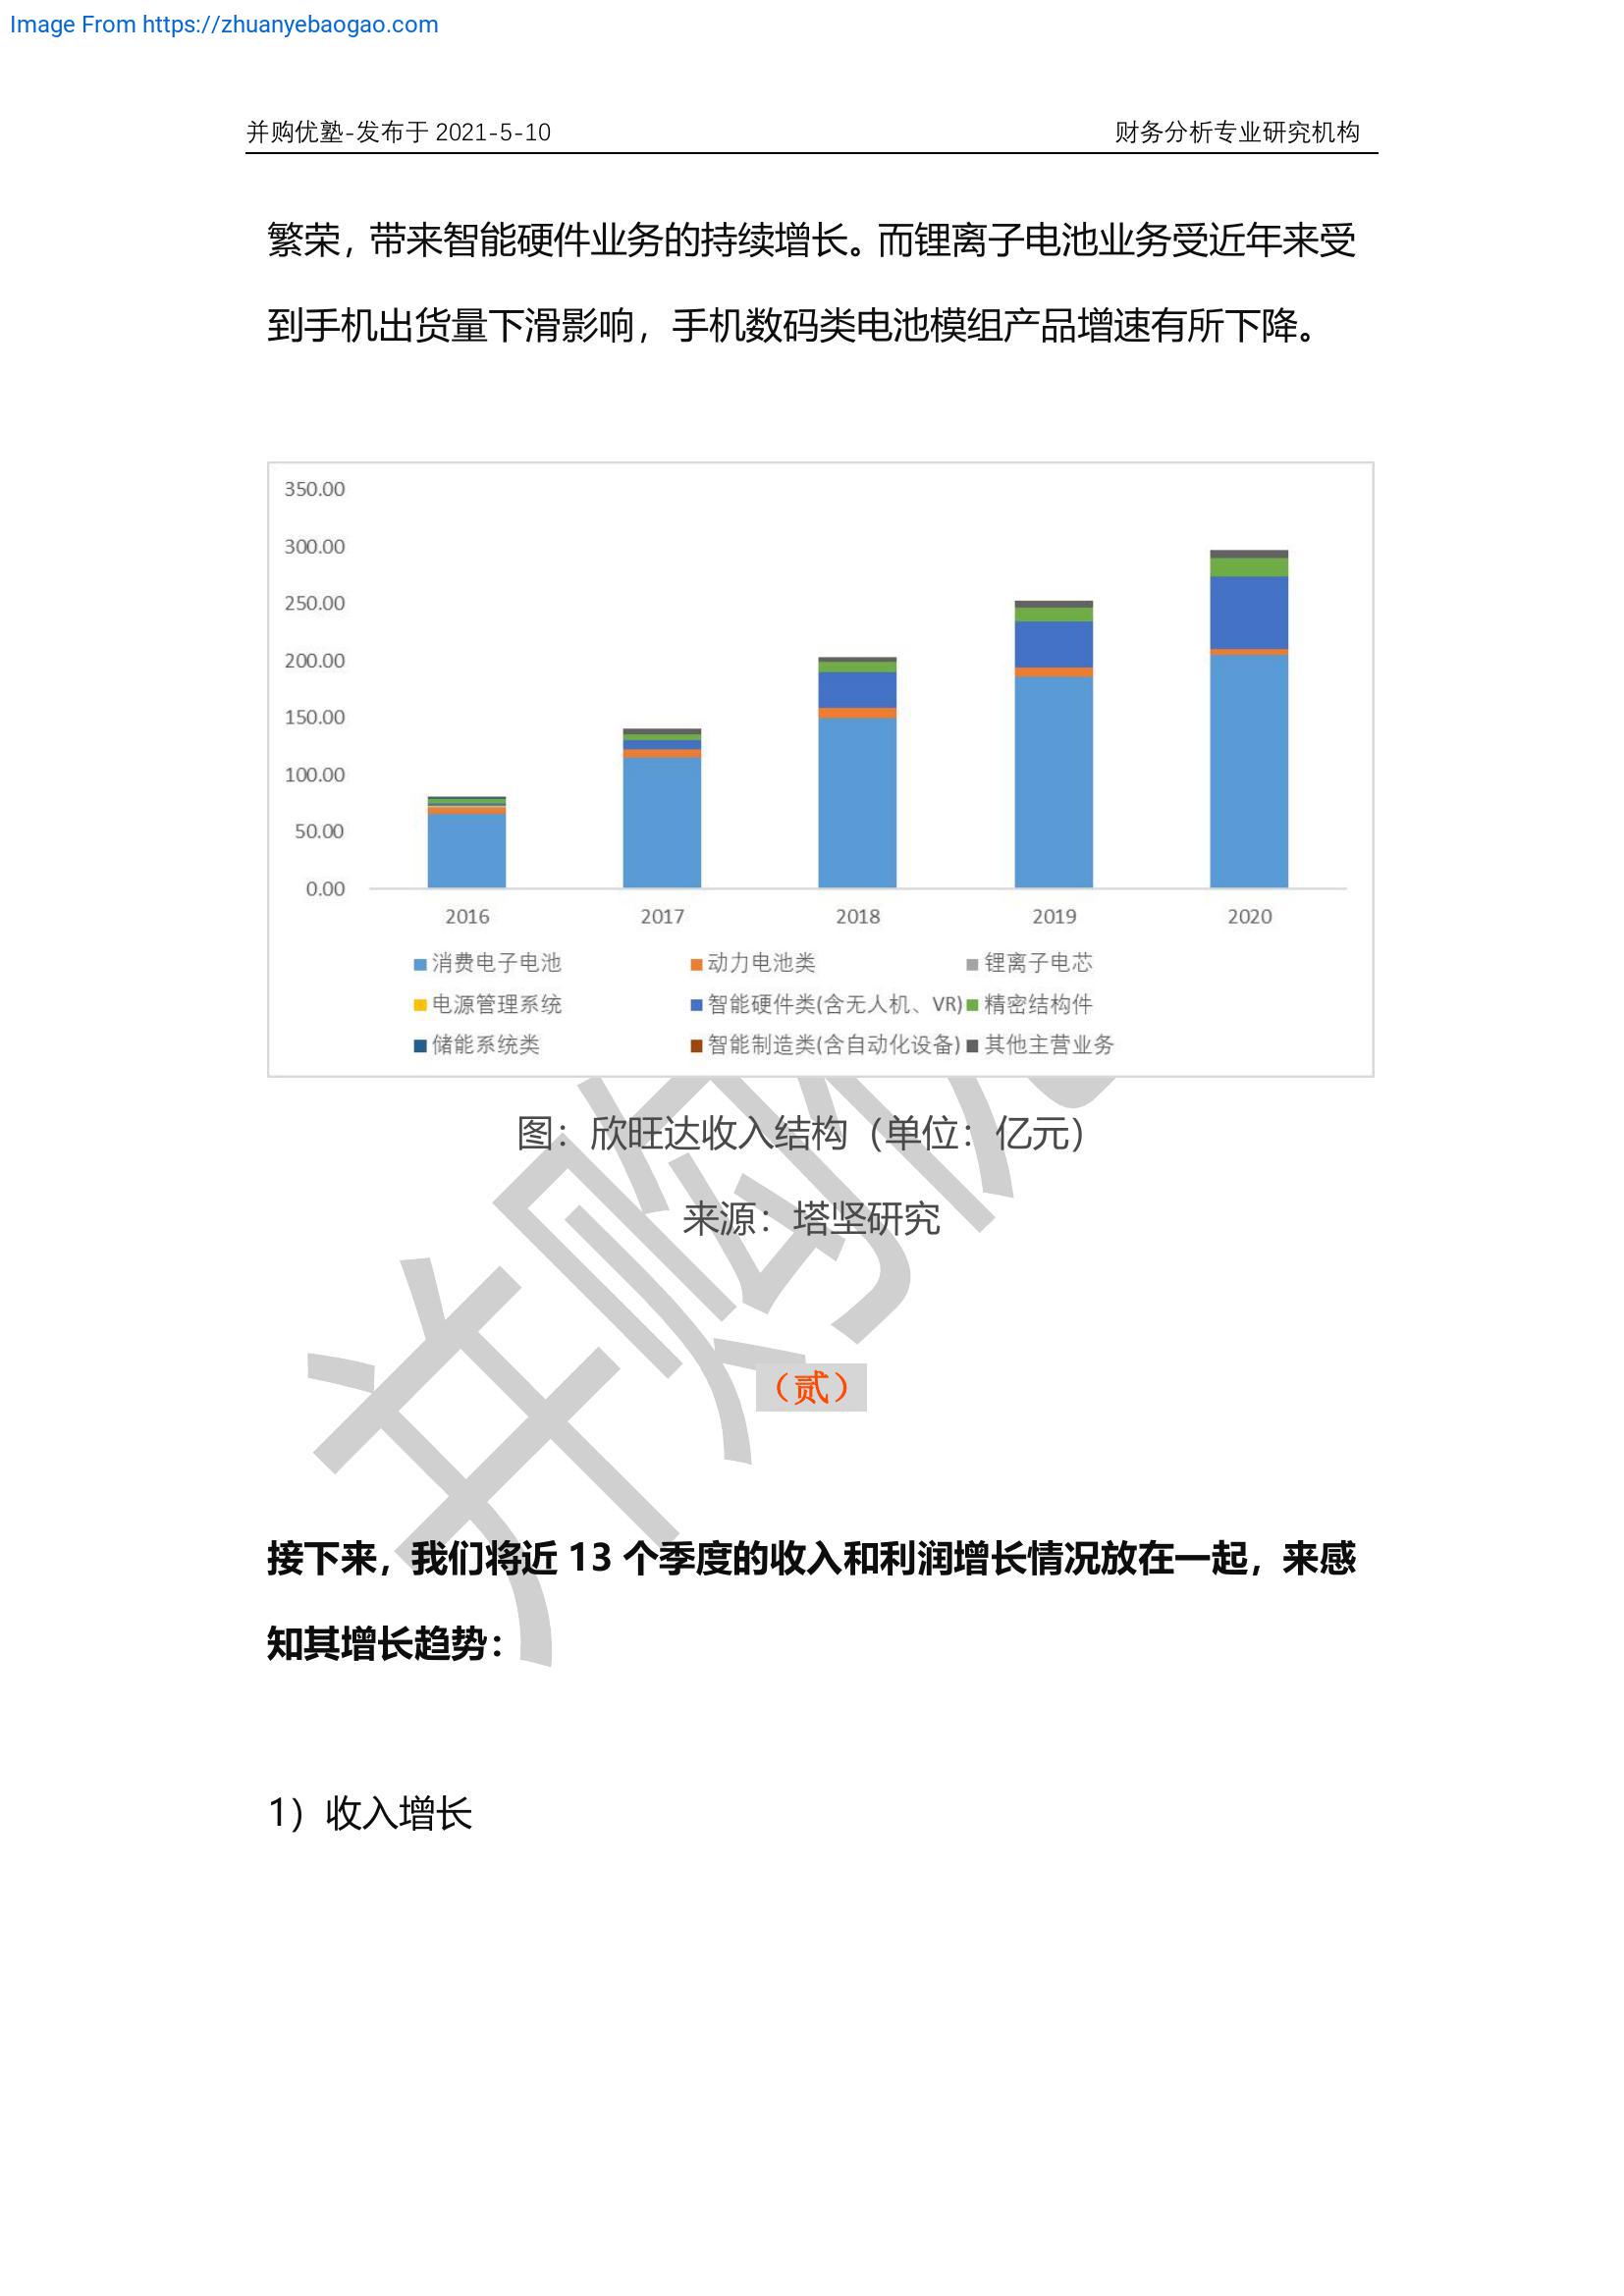 Image From https://zhuanyebaogao.com
并购优塾-发布于 2021-5-10 财务分析专业研究机构
繁荣，带来智能硬件业务的持续增长。而锂离子电池业务受近年来受
到手机出货量下滑影响，手机数码类电池模组产品增速有所下降。
350.00
300.00
250.00
200.00
150.00
100.00
50.00
0.00
2016 2017 2018 2019 2020
消费电子电池 动力电池类 锂离子电芯
电源管理系统 智能硬件类(含无人机、VR) 精密结构件
储能系统类 智能制造类(含自动化设备) 其他主营业务
图：欣旺达收入结构（单位：亿元）
来源：塔坚研究
并购
（贰）
接下来，我们将近 13 个季度的收入和利润增长情况放在一起，来感
知其增长趋势：
1）收入增长